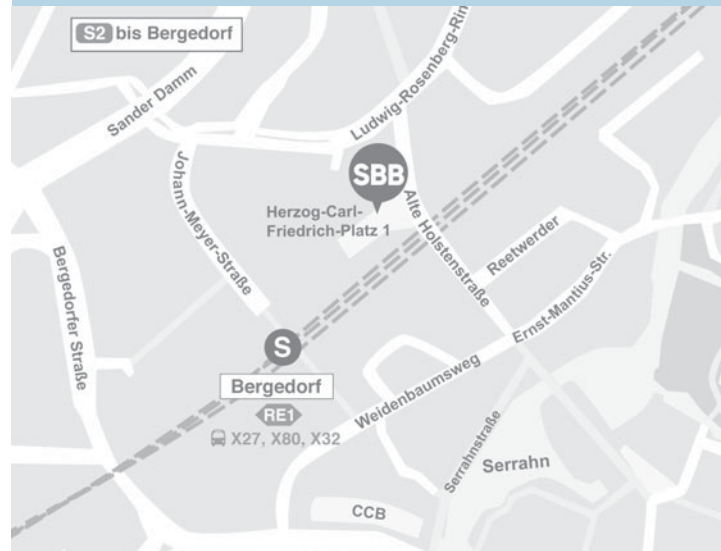 S2 bis Bergedorf
Sander Damm
Ludwig-Rosenberg-Rin
Johann-Meyer-Straße
SBB
Herzog-Carl-
Friedrich-Platz 1
Alte Holstenstraße
Reetwerder
Bergedorfer Straße
Ernst-Mantius-Str.
S
Bergedorf
RE1
X27, X80, X32
Weidenbaumsweg
Serrahnstraße
Serrahn
CCB